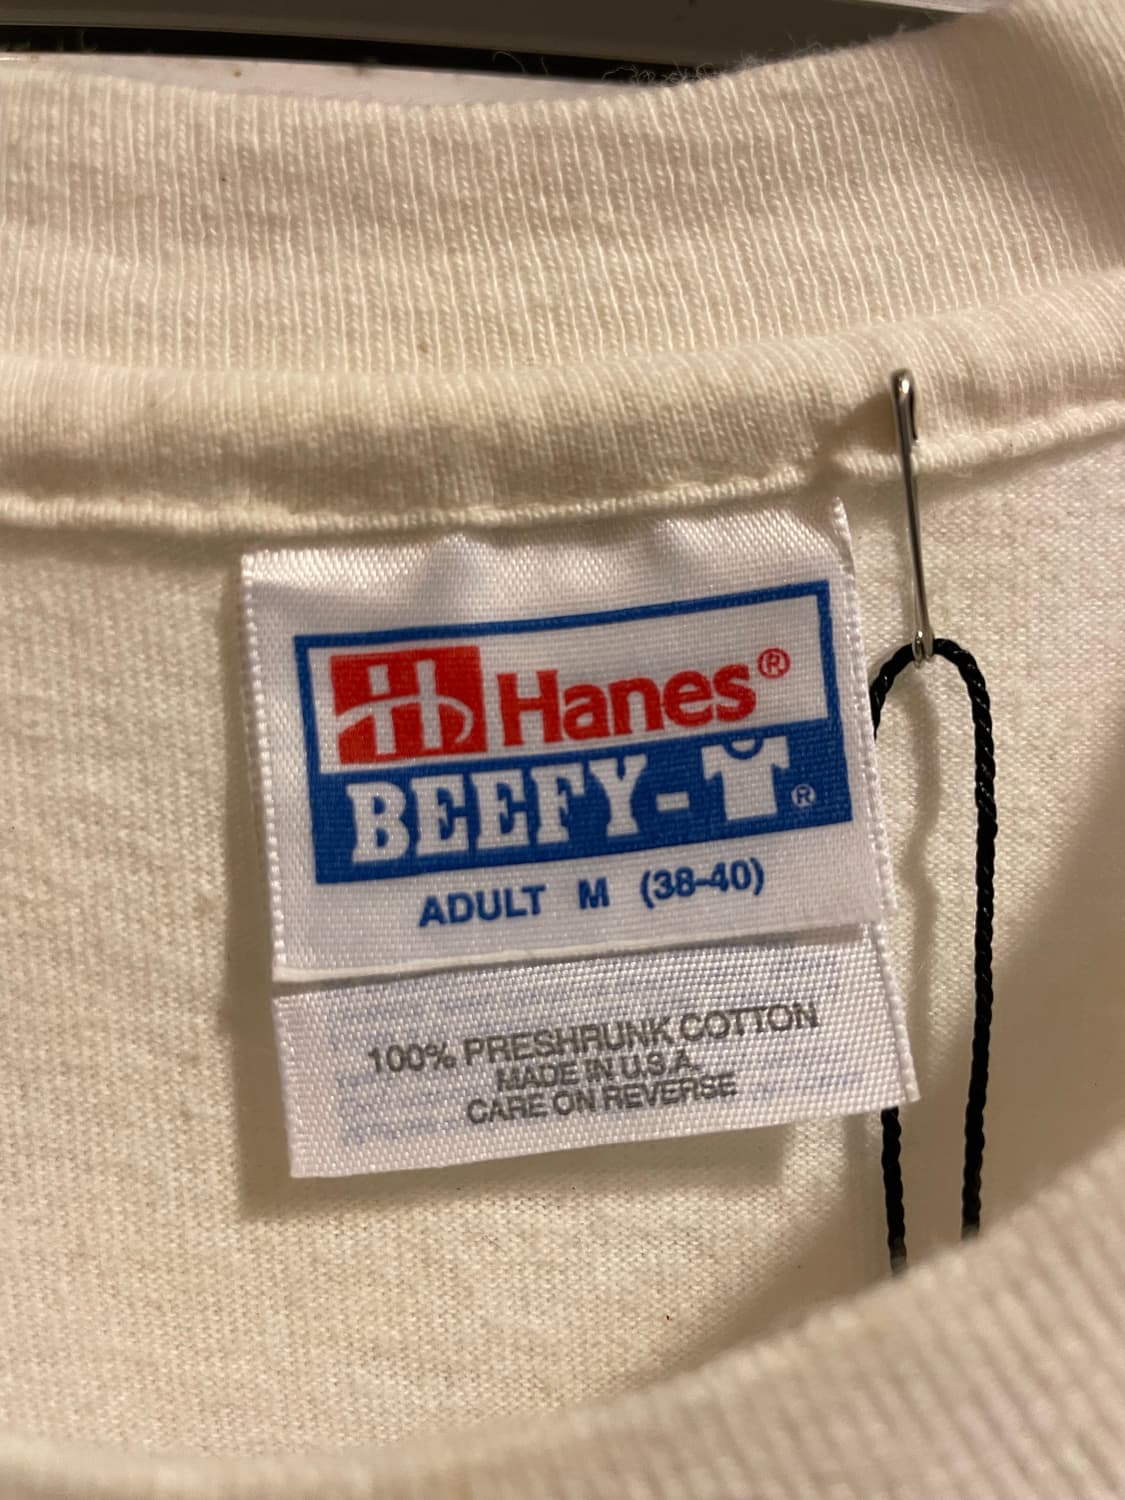 Hanes®
BEEFY-T®
ADULT M (38-40)
100% PRESHRUNK COTTON
MADE IN U.S.A.
CARE ON REVERSE